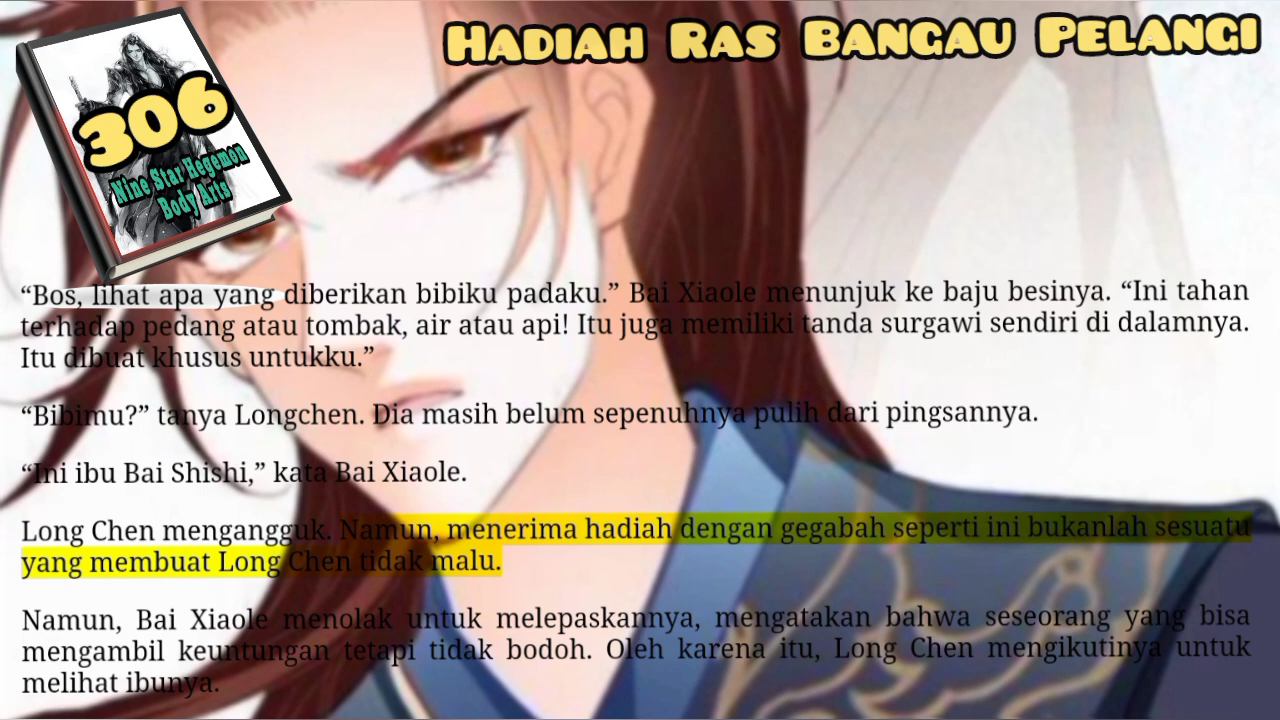 Hadiah Ras Bangau Pelangi
306
Nine Star Hegemon
Body Arts
“Bos, lihat apa yang diberikan bibiku padaku.” Bai Xiaole menunjuk ke baju besinya. “Ini tahan
terhadap pedang atau tombak, air atau api! Itu juga memiliki tanda surgawi sendiri di dalamnya.
Itu dibuat khusus untukku.”
“Bibimu?” tanya Longchen. Dia masih belum sepenuhnya pulih dari pingsannya.
“Ini ibu Bai Shishi,” kata Bai Xiaole.
Long Chen mengangguk. Namun, menerima hadiah dengan gegabah seperti ini bukanlah sesuatu
yang membuat Long Chen tidak malu.
Namun, Bai Xiaole menolak untuk melepaskannya, mengatakan bahwa seseorang yang bisa
mengambil keuntungan tetapi tidak bodoh. Oleh karena itu, Long Chen mengikutinya untuk
melihat ibunya.